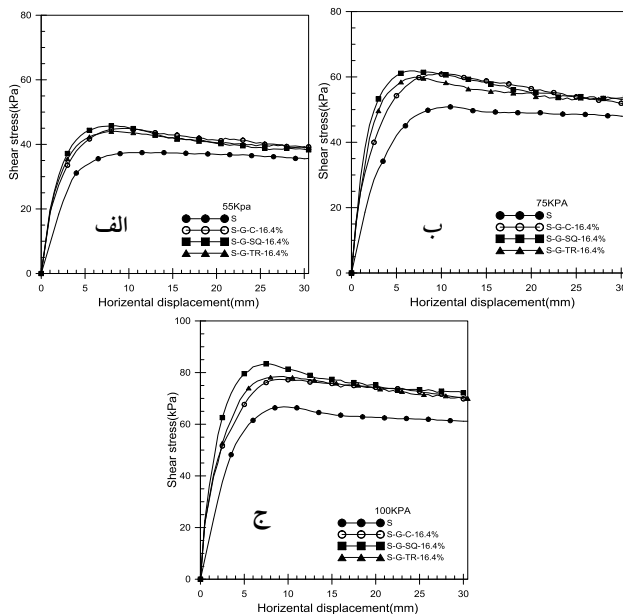 80
60
40
20
0
Shear stress(kPa)
0 5 10 15 20 25 30
Horizental displacement(mm)
الف
55Kpa
S
S-G-C-16.4%
S-G-SQ-16.4%
S-G-TR-16.4%
80
60
40
20
0
Shear stress(kPa)
0 5 10 15 20 25 30
Horizental displacement(mm)
ب
75KPA
S
S-G-C-16.4%
S-G-SQ-16.4%
S-G-TR-16.4%
100
80
60
40
20
0
Shear stress(kPa)
0 5 10 15 20 25 30
Horizental displacement(mm)
ج
100KPA
S
S-G-C-16.4%
S-G-SQ-16.4%
S-G-TR-16.4%